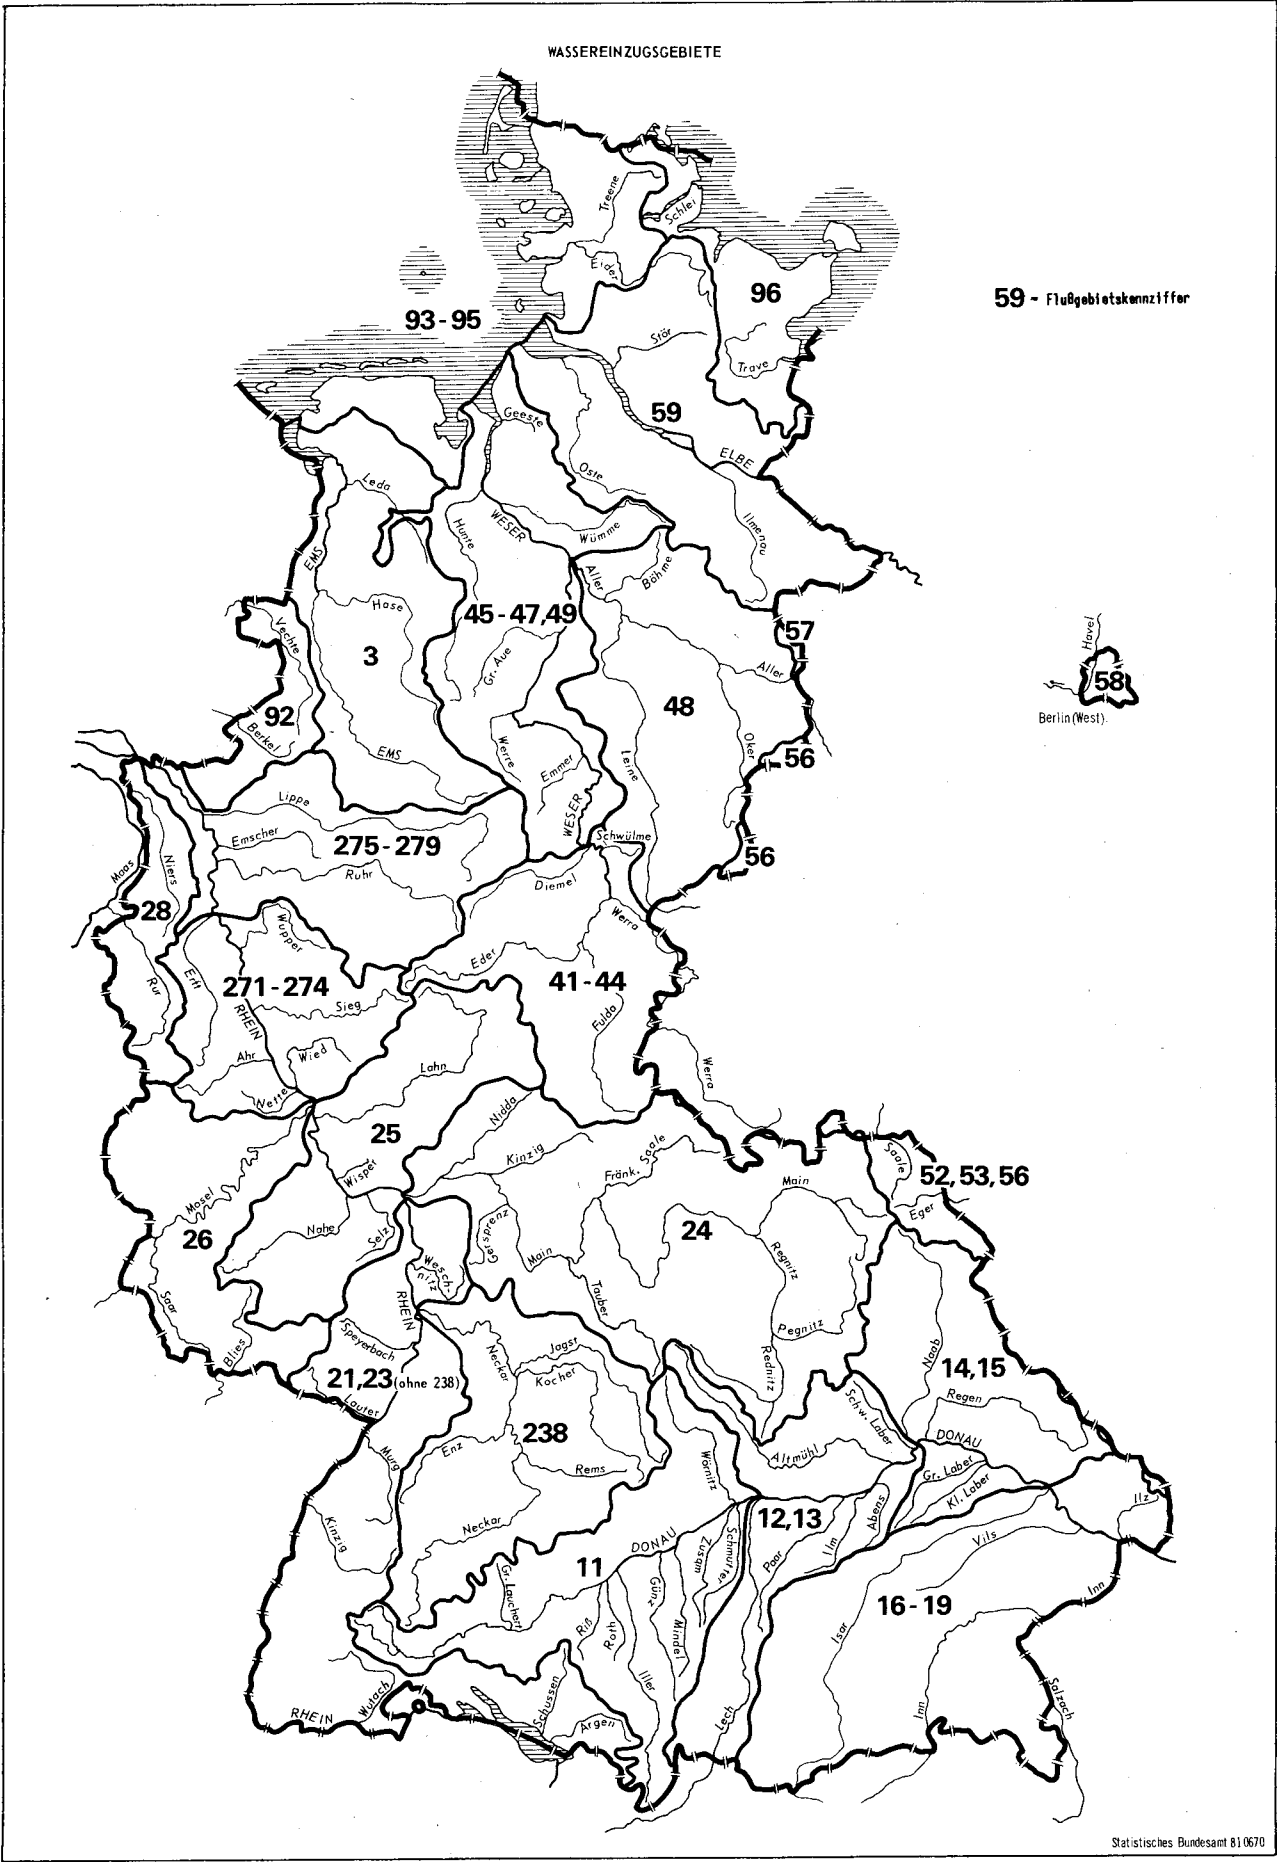 WASSEREINZUGSGEBIETE
Treene
Schlei
Eider
96
59 - Flußgebietskennziffer
93-95
Stör
Trave
59
Geeste
ELBE
Oste
Leda
Ilmenau
WESER
Hunte
Wümme
EMS
Aller
Böhme
Hase
45-47,49
Vechte
57
Havel
3
Gr. Aue
Aller
58
48
92
Berlin(West).
Berkel
EMS
Werre
Emmer
Leine
Oker
56
Lippe
WESER
Emscher
275-279
Schwülme
56
Maas
Niers
Ruhr
Diemel
28
Wupper
Werra
Eder
Rur
Erft
271-274
41-44
Sieg
RHEIN
Fulda
Ahr
Wied
Lahn
Werra
Nette
Nidda
25
Kinzig
Fränk. Saale
Saale
Wisper
Main
52,53,56
Mosel
Eger
26
Nahe
Selz
Gersprenz
24
Main
Regnitz
Wesch-
nitz
Saar
RHEIN
Tauber
Blies
Speyerbach
Pegnitz
Neckar
Jagst
Rednitz
Naab
14,15
21,23(ohne 238)
Kocher
Lauter
Regen
Schw. Laber
238
Enz
DONAU
Murg
Altmühl
Rems
Wörnitz
Gr. Laber
Kl. Laber
Ilz
Kinzig
Neckar
12,13
Abens
DONAU
Schmutter
Zusam
Ilm
Vils
Paar
11
Gr. Lauchert
Günz
Inn
16-19
Riß
Roth
Mindel
Isar
Iller
Wutach
Schussen
Salzach
RHEIN
Argen
Lech
Inn
Statistisches Bundesamt 81 0670